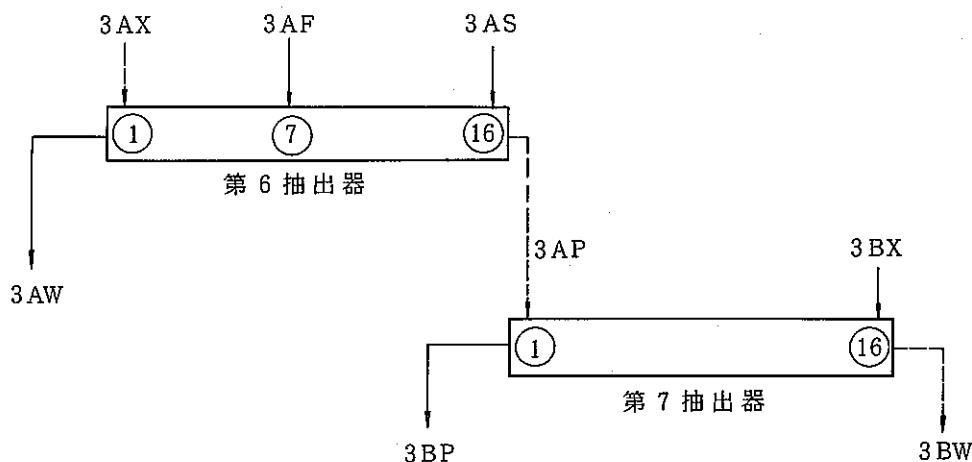 3AX
3AF
3AS
① ⑦ ⑯
第6抽出器
3AP
3BX
3AW
① ⑯
第7抽出器
3BP
3BW